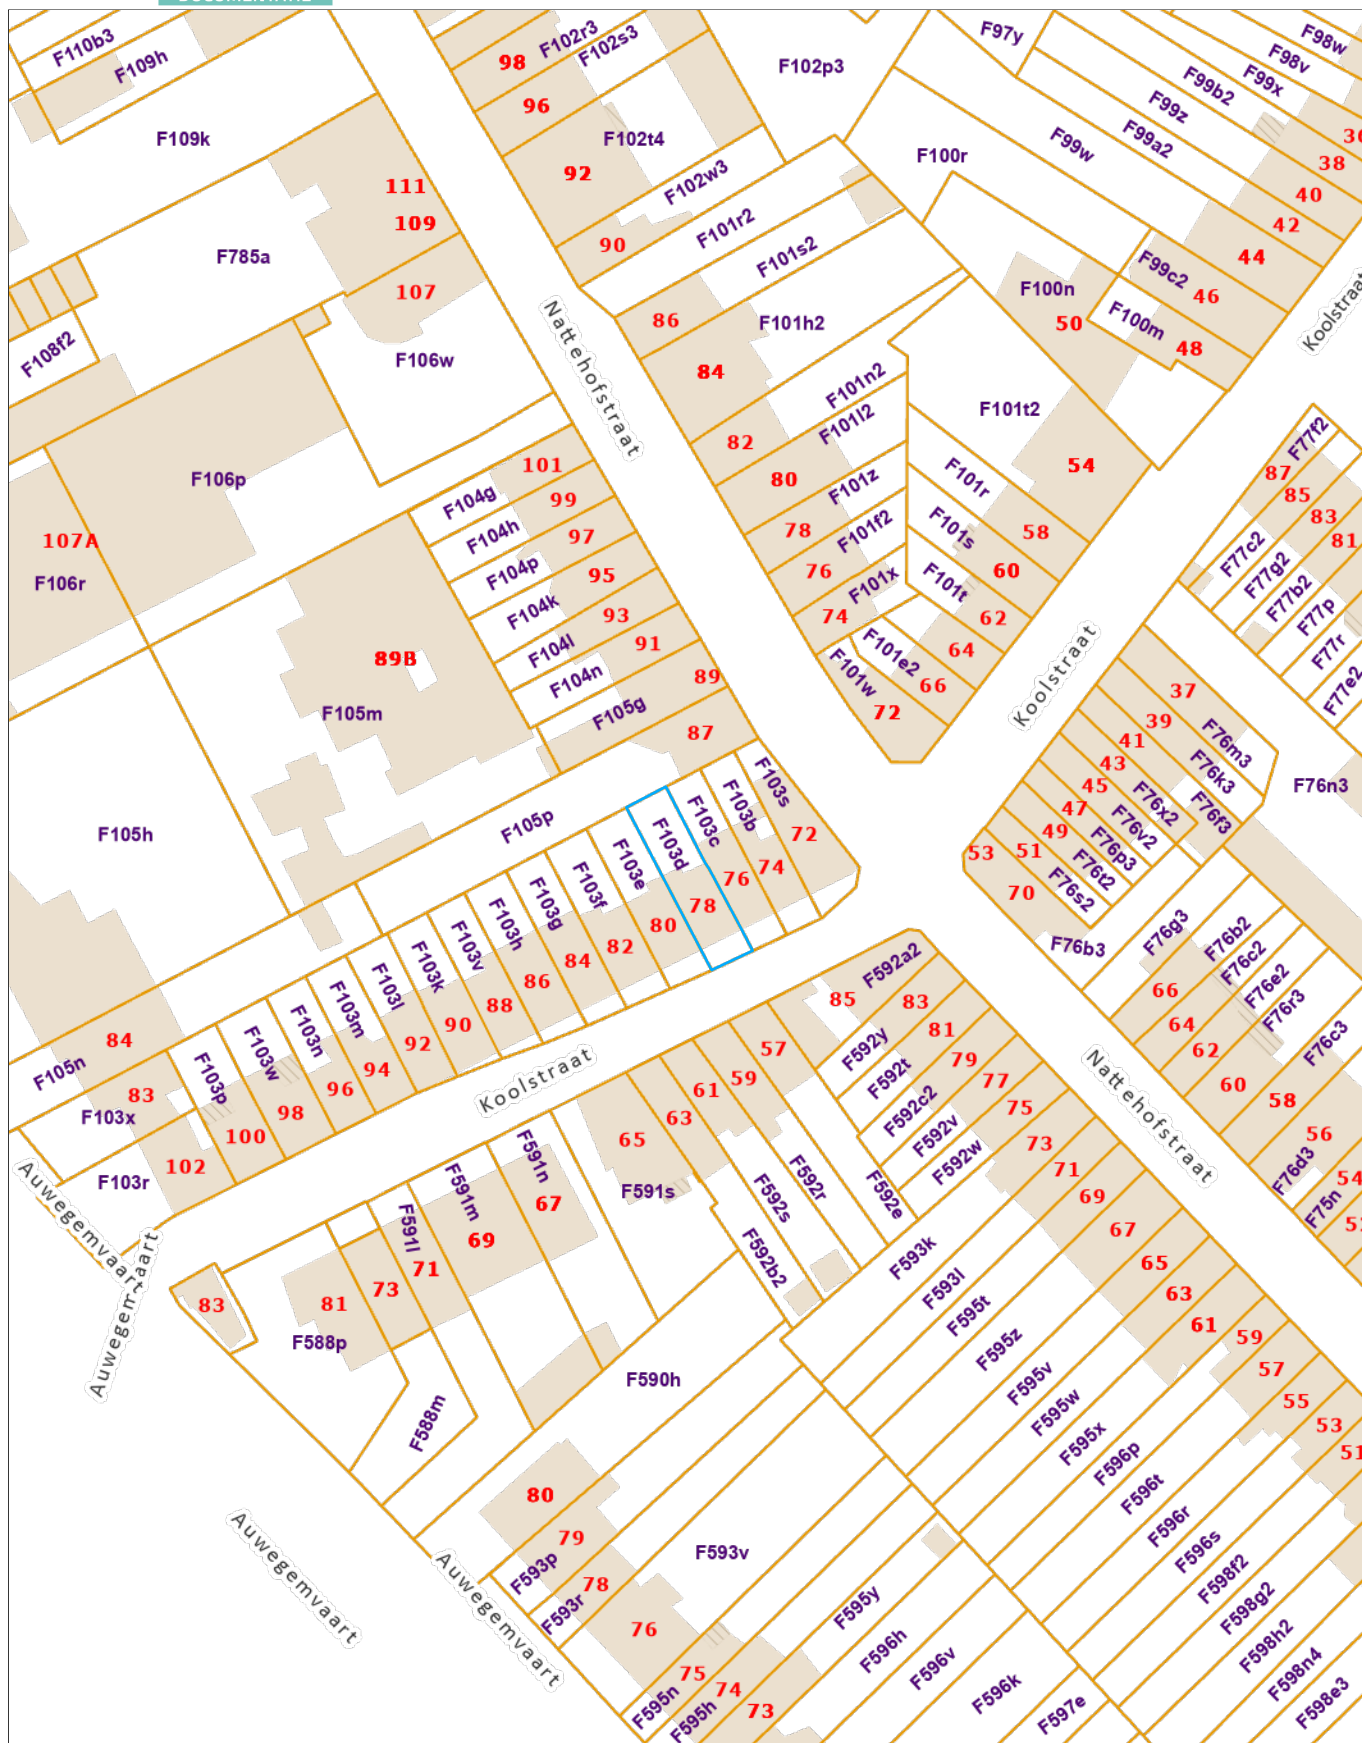 F110b3
F109h
F109k
98
F102r3
F102s3
96
F102t4
92
F102w3
90
F102p3
F97y
F98w
F98v
F99x
F99b2
F99z
F99a2
F99w
F100r
38
40
42
44
F99c2
46
F100m
48
F100n
50
Koolstraat
111
109
F785a
107
F106w
F108f2
F101r2
F101s2
86
F101h2
84
F101n2
82
F101l2
80
F101z
78
F101f2
76
F101x
74
Nattehofstraat
F101t2
54
F101r
58
F101s
60
F101t
62
64
F101e2
66
F101w
72
F106p
107A
F106r
101
F104g
99
F104h
97
F104p
95
F104k
93
F104l
91
F104n
89
F105g
87
89B
F105m
F105h
F105p
F77f2
87
85
83
81
F77c2
F77g2
F77b2
F77p
F77r
F77e2
Koolstraat
37
F76m3
39
F76k3
41
F76f3
43
F76x2
45
F76v2
47
F76p3
49
F76t2
51
F76s2
53
70
F76b3
F76n3
F103s
72
F103b
74
F103c
76
F103d
78
F103e
80
F103f
82
F103g
84
F103h
86
F103v
88
F103k
90
F103l
92
F103m
94
F103n
96
F103w
98
F103p
100
102
F105n
84
83
F103x
F103r
Koolstraat
F76g3
F76b2
F76c2
F76e2
F76r3
F76c3
66
64
62
60
58
56
F76d3
54
F75n
Nattehofstraat
F592a2
85
83
F592y
81
F592t
79
F592c2
77
F592v
75
F592w
73
F592e
71
69
67
65
63
61
59
57
55
53
51
57
59
61
63
65
F592r
F592s
F592b2
F591s
F591n
67
F591m
69
F591l
71
73
81
F588p
83
F588m
Auwegemvaart
Auwegemvaart
F590h
F593k
F593l
F595t
F595z
F595v
F595w
F595x
F596p
F596t
F596r
F596s
F598f2
F598g2
F598h2
F598n4
F598e3
80
79
F593p
78
F593r
F593v
76
75
F595n
74
F595h
73
F595y
F596h
F596v
F596k
F597e
Auwegemvaart
Auwegemvaart